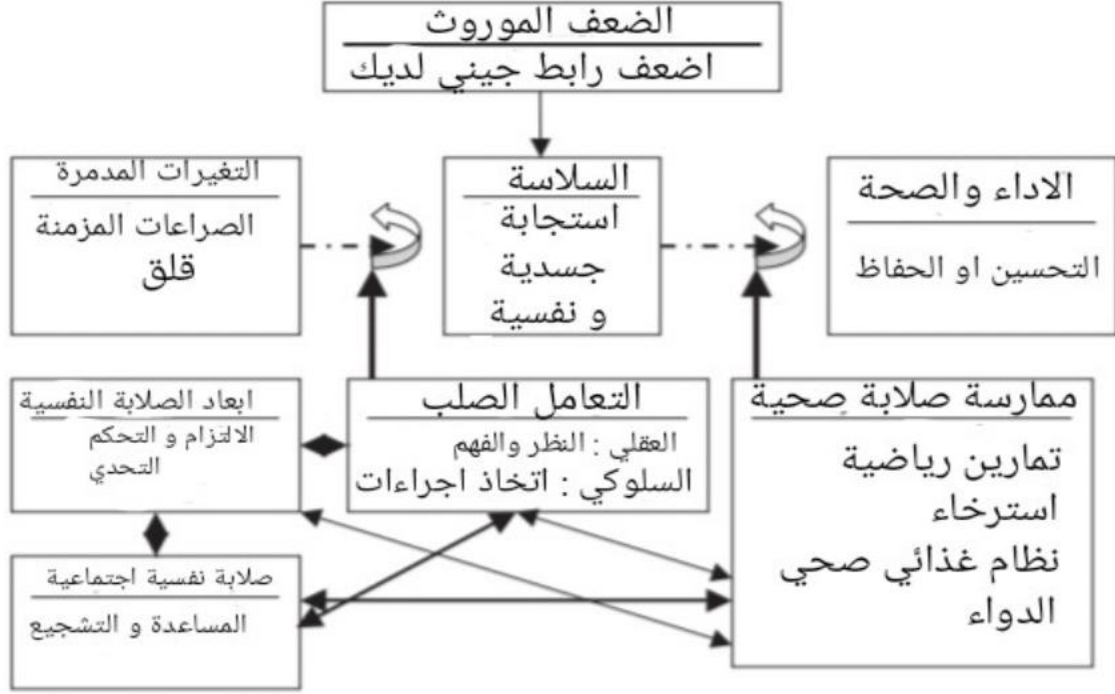 الضعف الموروث
اضعف رابط جيني لديك
التغيرات المدمرة
الصراعات المزمنة
قلق
السلاسة
استجابة
جسدية
و نفسية
الاداء والصحة
التحسين او الحفاظ
ابعاد الصلابة النفسية
الالتزام و التحكم
التحدي
التعامل الصلب
العقلي : النظر والفهم
السلوكي : اتخاذ اجراءات
ممارسة صلابة صحية
تمارين رياضية
استرخاء
نظام غذائي صحي
الدواء
صلابة نفسية اجتماعية
المساعدة و التشجيع